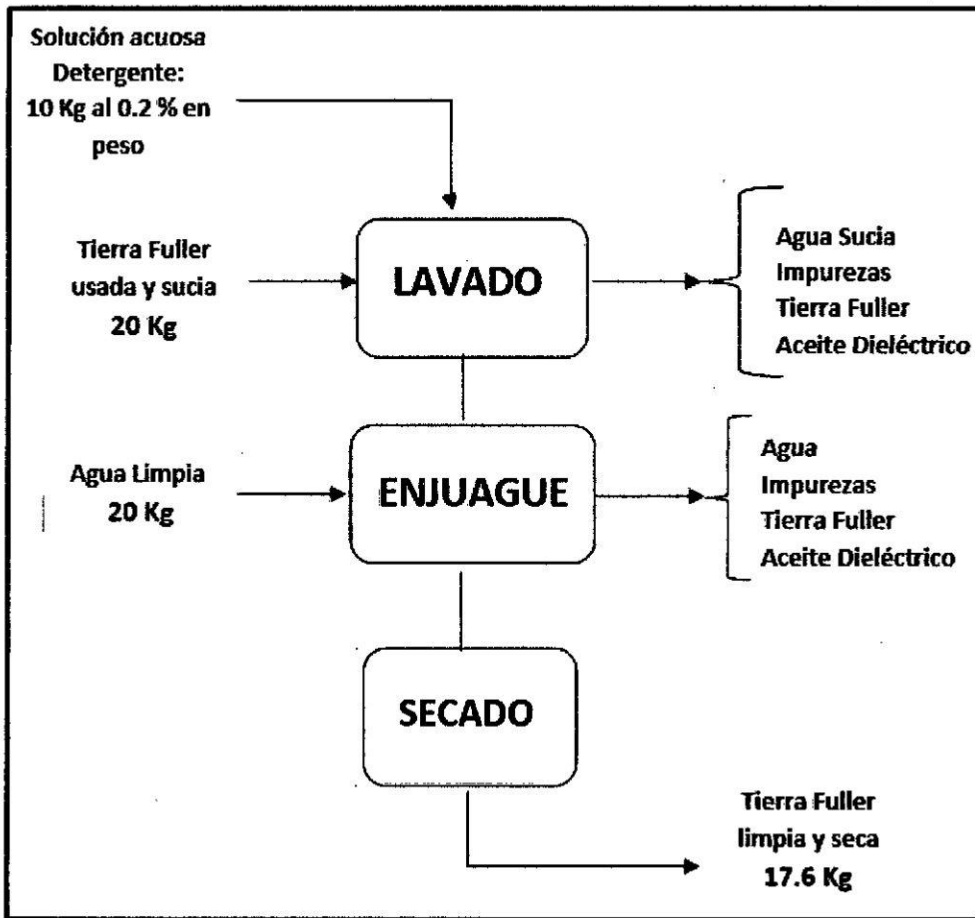 Solución acuosa
Detergente:
10 Kg al 0.2 % en
peso
Tierra Fuller
usada y sucia
20 Kg
LAVADO
Agua Sucia
Impurezas
Tierra Fuller
Aceite Dieléctrico
Agua Limpia
20 Kg
ENJUAGUE
Agua
Impurezas
Tierra Fuller
Aceite Dieléctrico
SECADO
Tierra Fuller
limpia y seca
17.6 Kg